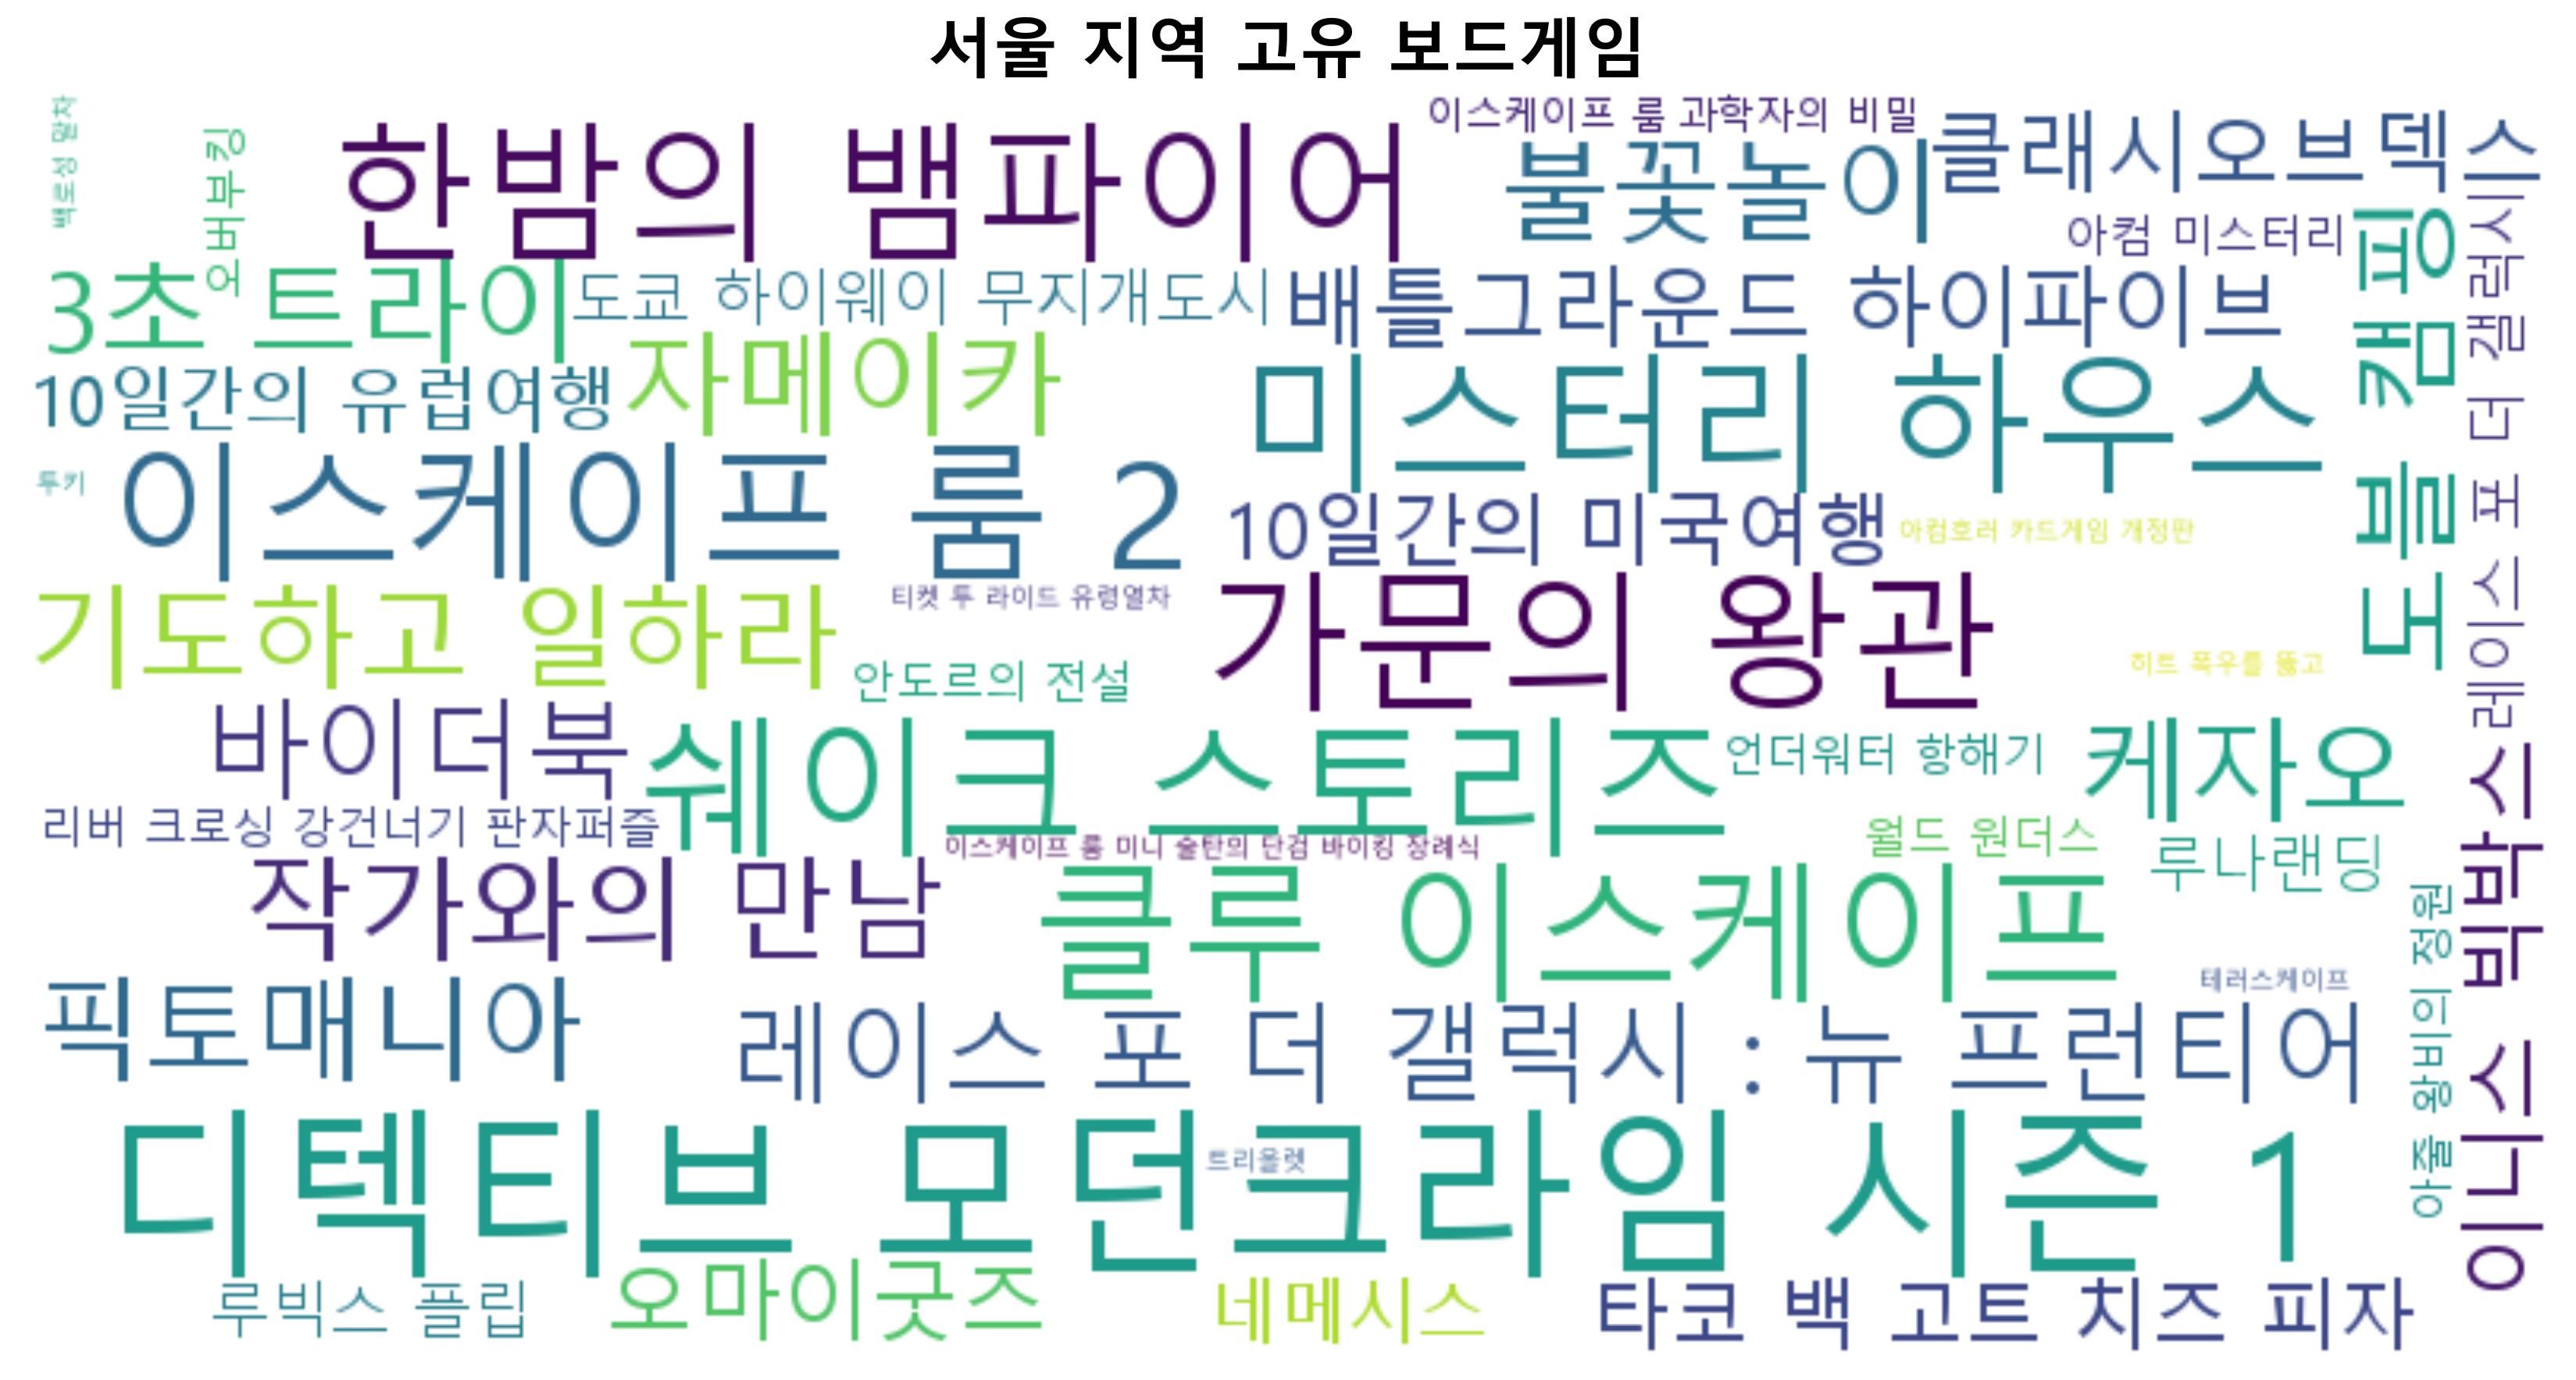 서울 지역 고유 보드게임
백로성 말차
오버부킹
한밤의 뱀파이어
이스케이프 룸 과학자의 비밀
불꽃놀이
클래시오브덱스
아컴 미스터리
3초 트라이
도쿄 하이웨이 무지개도시
배틀그라운드 하이파이브
도블 캠핑
레이스 포 더 갤럭시
10일간의 유럽여행
자메이카
미스터리 하우스
투키
이스케이프 룸 2
10일간의 미국여행
아컴호러 카드게임 개정판
기도하고 일하라
티켓 투 라이드 유령열차
가문의 왕관
안도르의 전설
히트 폭우를 뚫고
바이더북
쉐이크 스토리즈
언더워터 항해기
케자오
리버 크로싱 강건너기 판자퍼즐
이스케이프 룸 미니 술탄의 단검 바이킹 장례식
월드 원더스
루나랜딩
작가와의 만남
클루 이스케이프
이니스 빅박스
아줄 왕비의 정원
테러스케이프
픽토매니아
레이스 포 더 갤럭시 : 뉴 프런티어
디텍티브 모던크라임 시즌 1
트리올렛
루빅스 플립
오마이굿즈
네메시스
타코 백 고트 치즈 피자